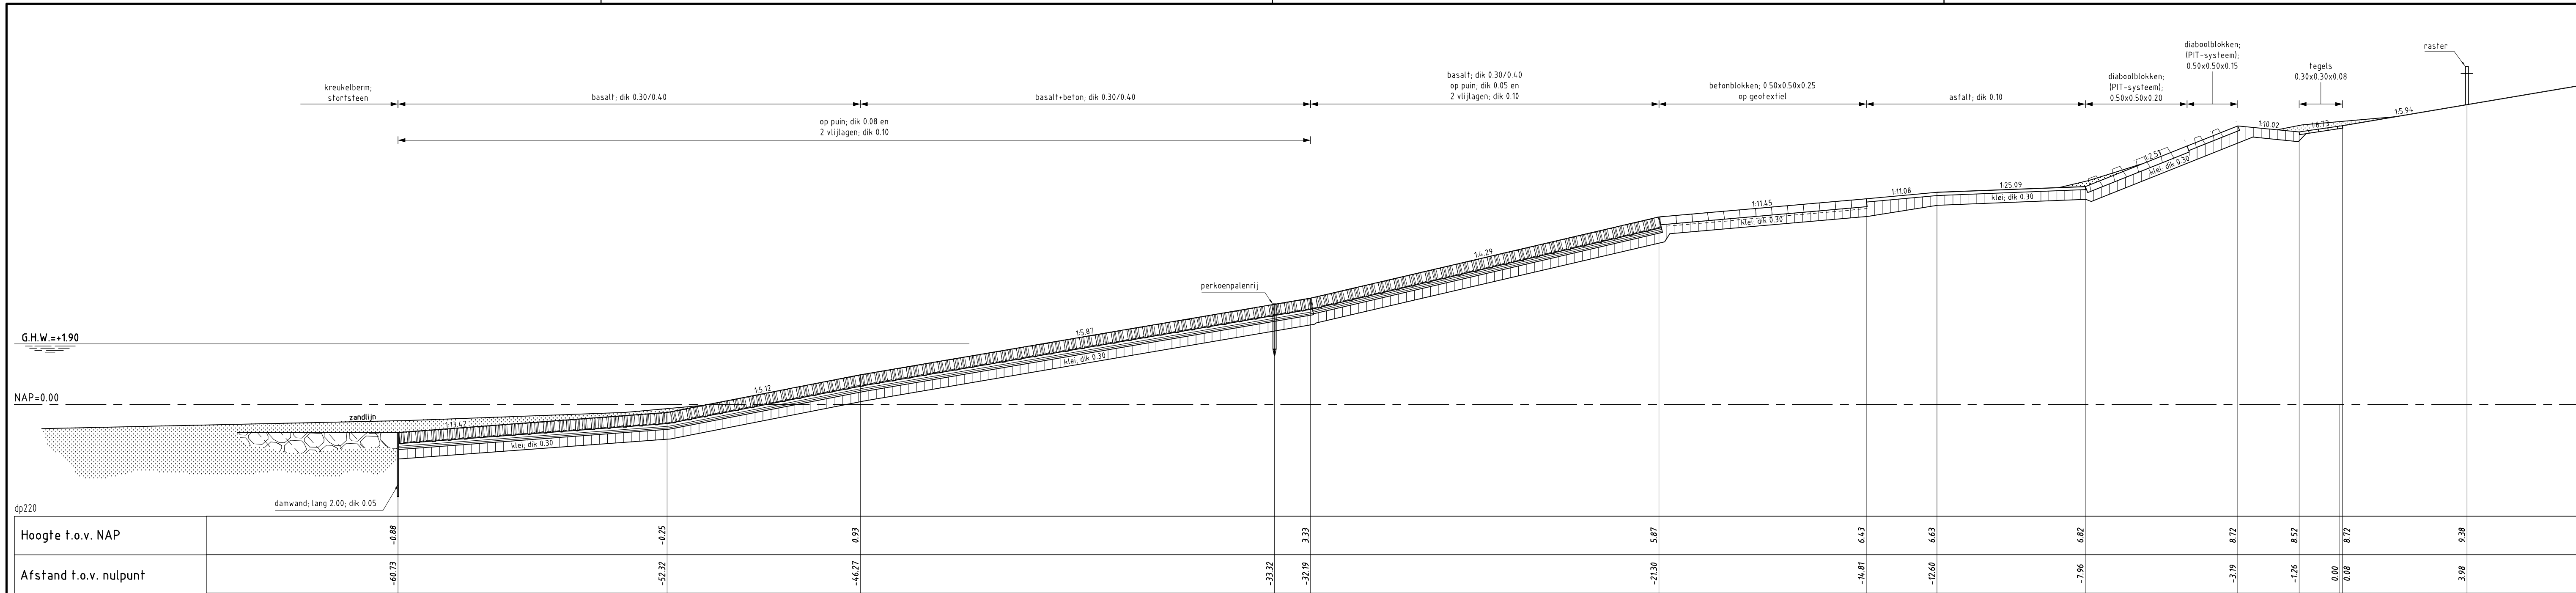 kreukelberm;
stortsteen
basalt; dik 0.30/0.40
op puin; dik 0.08 en
2 vlijlagen; dik 0.10
basalt+beton; dik 0.30/0.40
basalt; dik 0.30/0.40
op puin; dik 0.05 en
2 vlijlagen; dik 0.10
betonblokken; 0.50x0.50x0.25
op geotextiel
asfalt; dik 0.10
diaboolblokken;
(PIT-systeem);
0.50x0.50x0.20
diaboolblokken;
(PIT-systeem);
0.50x0.50x0.15
tegels
0.30x0.30x0.08
raster
1:5.94
1:6.73
1:10.02
1:2.51
klei; dik 0.30
1:25.09
klei; dik 0.30
1:11.08
1:11.45
klei; dik 0.30
1:4.29
perkoenpalenrij
1:5.87
klei; dik 0.30
G.H.W.=+1.90
1:5.12
NAP=0.00
zandlijn
1:13.42
klei; dik 0.30
damwand; lang 2.00; dik 0.05
dp220
Hoogte t.o.v. NAP -0.88 -0.25 0.93 3.33 5.87 6.43 6.63 6.82 8.72 8.52 8.72 9.38
Afstand t.o.v. nulpunt -60.73 -52.32 -46.27 -33.32 -32.19 -21.30 -14.81 -12.60 -7.96 -3.19 -1.26 0.00 0.08 3.98